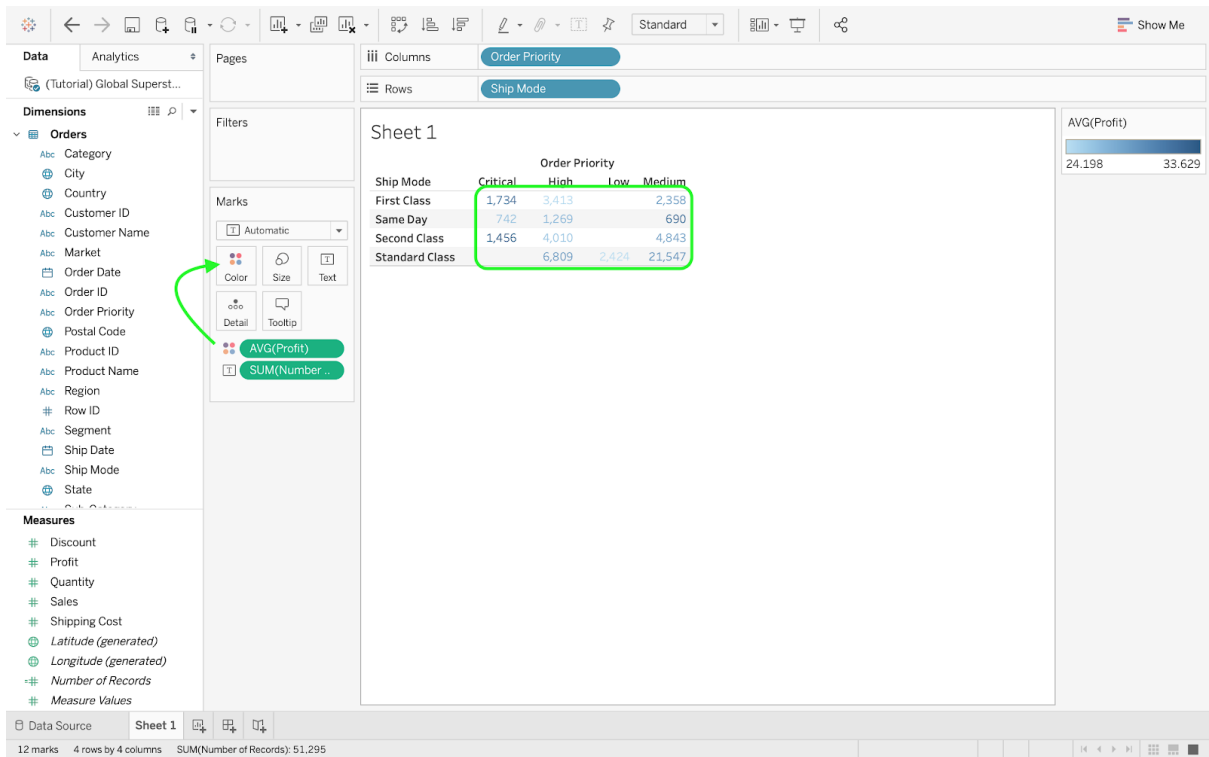 Standard
Show Me
Data
Analytics
(Tutorial) Global Superst...
Dimensions
Orders
Abc Category
City
Country
Abc Customer ID
Abc Customer Name
Abc Market
Order Date
Abc Order ID
Abc Order Priority
Postal Code
Abc Product ID
Abc Product Name
Abc Region
# Row ID
Abc Segment
Ship Date
Abc Ship Mode
State
Measures
# Discount
# Profit
# Quantity
# Sales
# Shipping Cost
Latitude (generated)
Longitude (generated)
=# Number of Records
# Measure Values
Pages
Filters
Marks
T Automatic
Color Size T Text
Detail Tooltip
AVG(Profit)
T SUM(Number ..
Columns Order Priority
Rows Ship Mode
Sheet 1
Order Priority
Ship Mode Critical High Low Medium
First Class 1,734 3,413 2,358
Same Day 742 1,269 690
Second Class 1,456 4,010 4,843
Standard Class 6,809 2,424 21,547
AVG(Profit)
24.198 33.629
Data Source Sheet 1
12 marks 4 rows by 4 columns SUM(Number of Records): 51,295